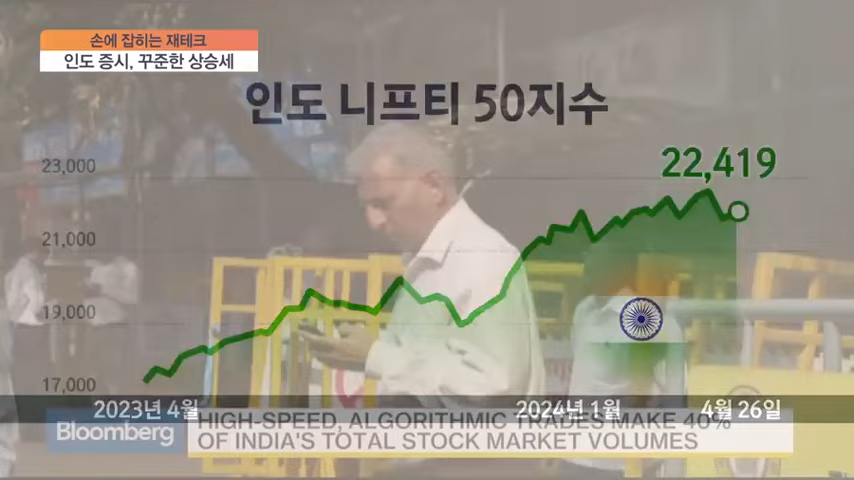 손에 잡히는 재테크
인도 증시, 꾸준한 상승세
인도 니프티 50지수
22,419
23,000
21,000
19,000
17,000
2023년 4월
2024년 1월
4월 26일
Bloomberg
HIGH-SPEED, ALGORITHMIC TRADES MAKE 40%
OF INDIA'S TOTAL STOCK MARKET VOLUMES